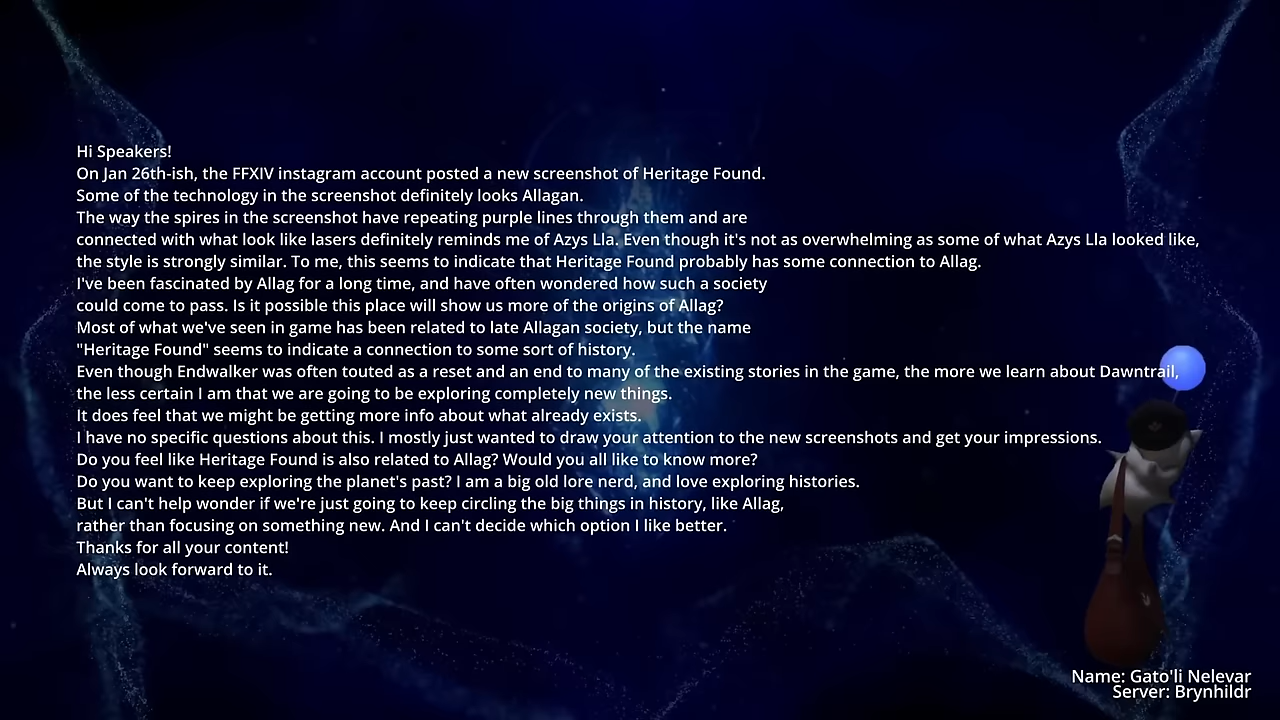 Hi Speakers!
On Jan 26th-ish, the FFXIV instagram account posted a new screenshot of Heritage Found.
Some of the technology in the screenshot definitely looks Allagan.
The way the spires in the screenshot have repeating purple lines through them and are
connected with what look like lasers definitely reminds me of Azys Lla. Even though it's not as overwhelming as some of what Azys Lla looked like,
the style is strongly similar. To me, this seems to indicate that Heritage Found probably has some connection to Allag.
I've been fascinated by Allag for a long time, and have often wondered how such a society
could come to pass. Is it possible this place will show us more of the origins of Allag?
Most of what we've seen in game has been related to late Allagan society, but the name
"Heritage Found" seems to indicate a connection to some sort of history.
Even though Endwalker was often touted as a reset and an end to many of the existing stories in the game, the more we learn about Dawntrail,
the less certain I am that we are going to be exploring completely new things.
It does feel that we might be getting more info about what already exists.
I have no specific questions about this. I mostly just wanted to draw your attention to the new screenshots and get your impressions.
Do you feel like Heritage Found is also related to Allag? Would you all like to know more?
Do you want to keep exploring the planet's past? I am a big old lore nerd, and love exploring histories.
But I can't help wonder if we're just going to keep circling the big things in history, like Allag,
rather than focusing on something new. And I can't decide which option I like better.
Thanks for all your content!
Always look forward to it.
Name: Gato'li Nelevar
Server: Brynhildr